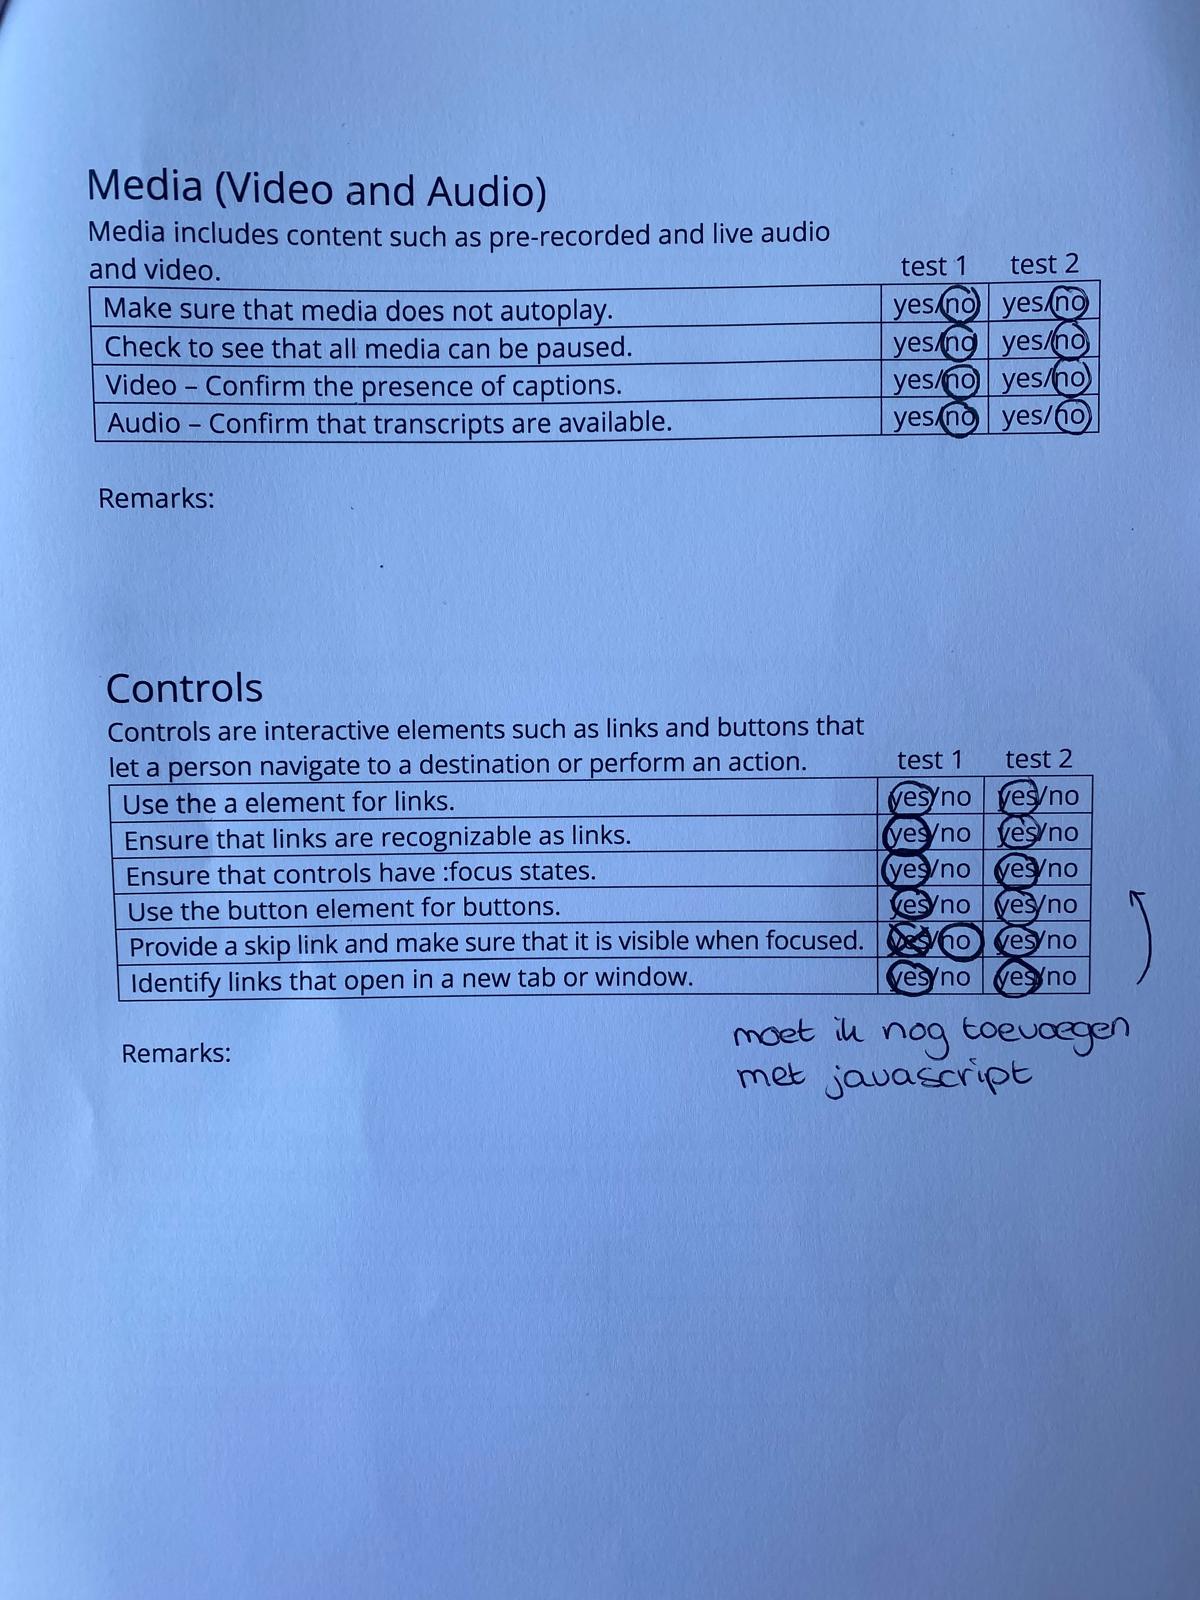 Media (Video and Audio)
Media includes content such as pre-recorded and live audio
and video. test 1 test 2
Make sure that media does not autoplay. yes/no yes/no
Check to see that all media can be paused. yes/no yes/no
Video – Confirm the presence of captions. yes/no yes/no
Audio – Confirm that transcripts are available. yes/no yes/no
Remarks:
Controls
Controls are interactive elements such as links and buttons that
let a person navigate to a destination or perform an action. test 1 test 2
Use the a element for links. yes/no yes/no
Ensure that links are recognizable as links. yes/no yes/no
Ensure that controls have :focus states. yes/no yes/no
Use the button element for buttons. yes/no yes/no
Provide a skip link and make sure that it is visible when focused. yes/no yes/no
Identify links that open in a new tab or window. yes/no yes/no
moet ik nog toevoegen
Remarks:
met javascript